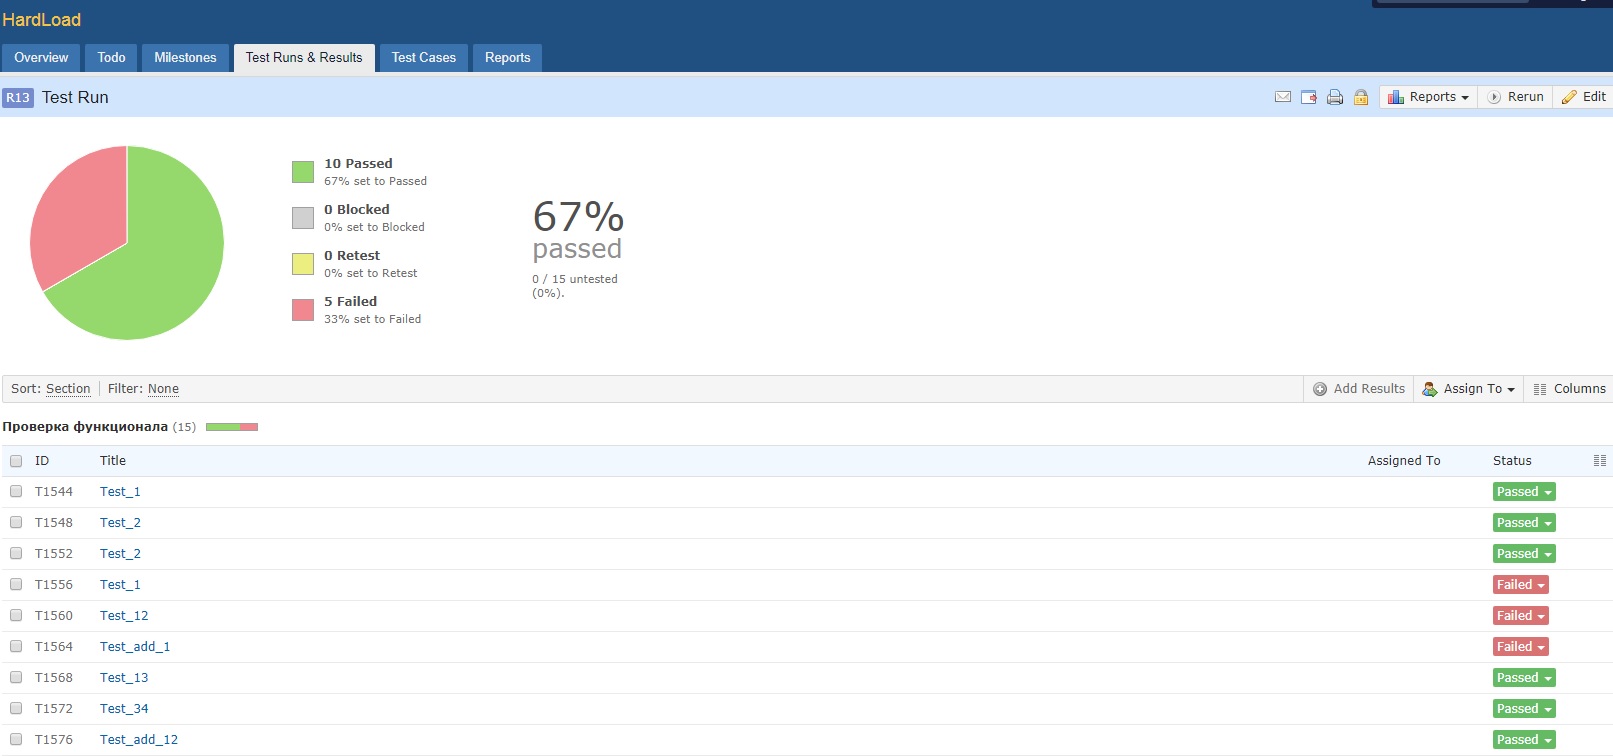 HardLoad
Overview Todo Milestones Test Runs & Results Test Cases Reports
R13 Test Run Reports Rerun Edit
10 Passed
67% set to Passed
0 Blocked
0% set to Blocked
0 Retest
0% set to Retest
5 Failed
33% set to Failed
67%
passed
0 / 15 untested
(0%).
Sort: Section Filter: None Add Results Assign To Columns
Проверка функционала (15)
ID Title Assigned To Status
T1544 Test_1 Passed
T1548 Test_2 Passed
T1552 Test_2 Passed
T1556 Test_1 Failed
T1560 Test_12 Failed
T1564 Test_add_1 Failed
T1568 Test_13 Passed
T1572 Test_34 Passed
T1576 Test_add_12 Passed